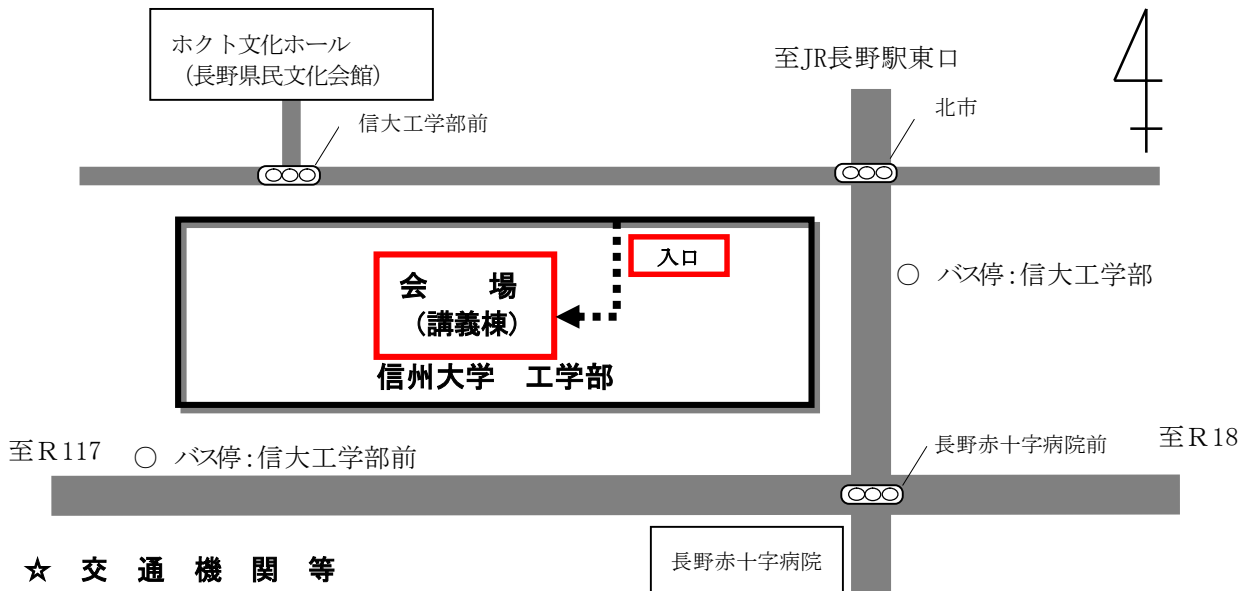 ホクト文化ホール
(長野県民文化会館)
至JR長野駅東口
北市
信大工学部前
入口
会　場
(講義棟)
バス停：信大工学部
信州大学　工学部
至Ｒ117
バス停：信大工学部前
長野赤十字病院前
至Ｒ18
長野赤十字病院
☆ 交 通 機 関 等